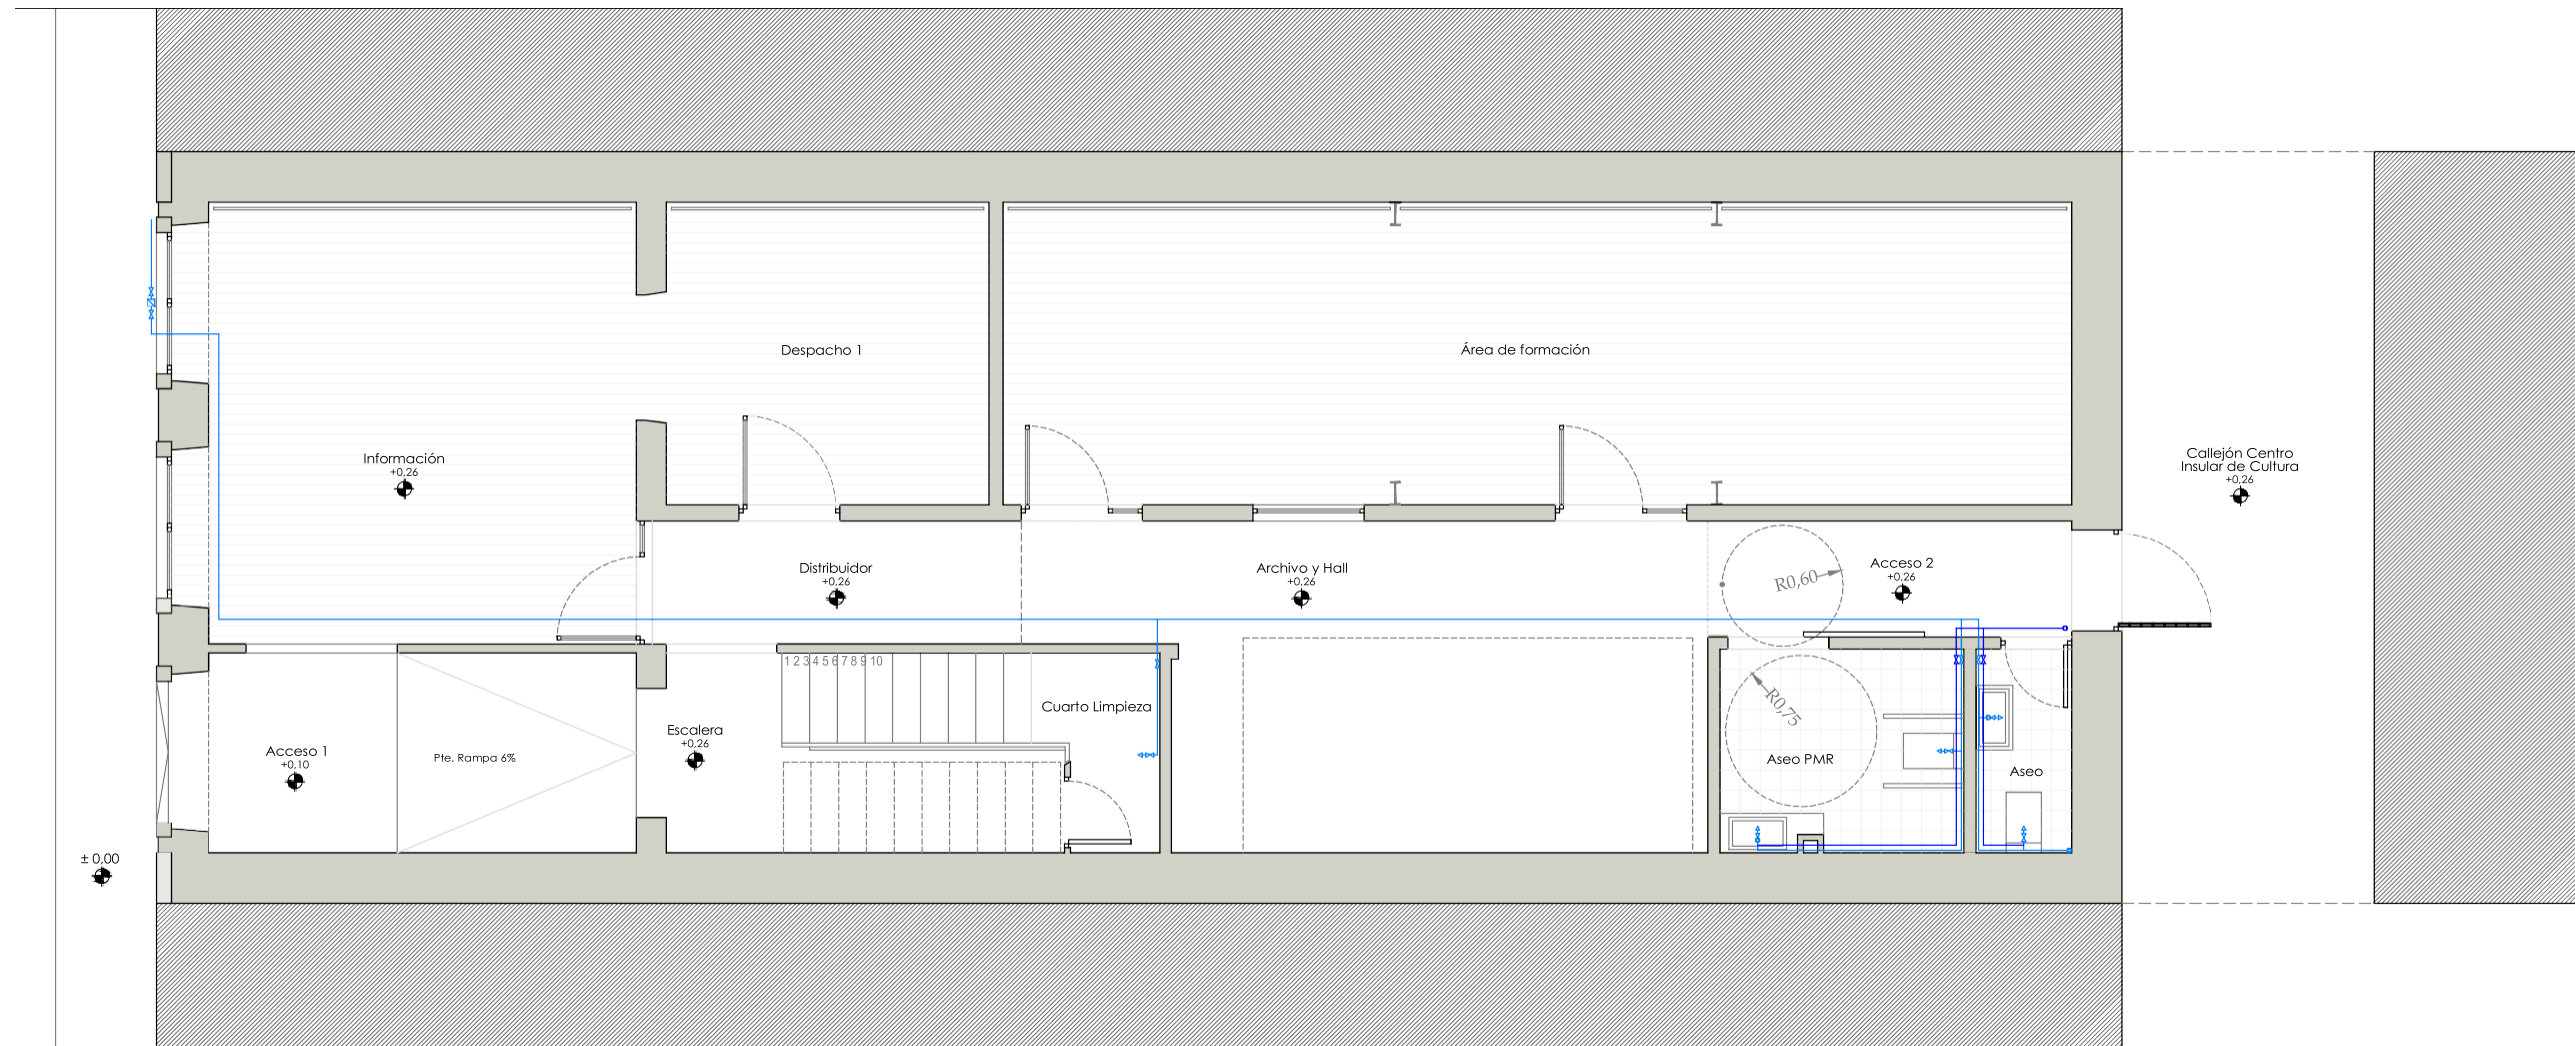 Despacho 1
Área de formación
Información
+0,26
Callejón Centro
Insular de Cultura
+0,26
Distribuidor
+0,26
Archivo y Hall
+0,26
R0,60
Acceso 2
+0,26
1 2 3 4 5 6 7 8 9 10
Cuarto Limpieza
R0,75
Escalera
+0,26
Acceso 1
+0,10
Pte. Rampa 6%
Aseo PMR
Aseo
± 0,00